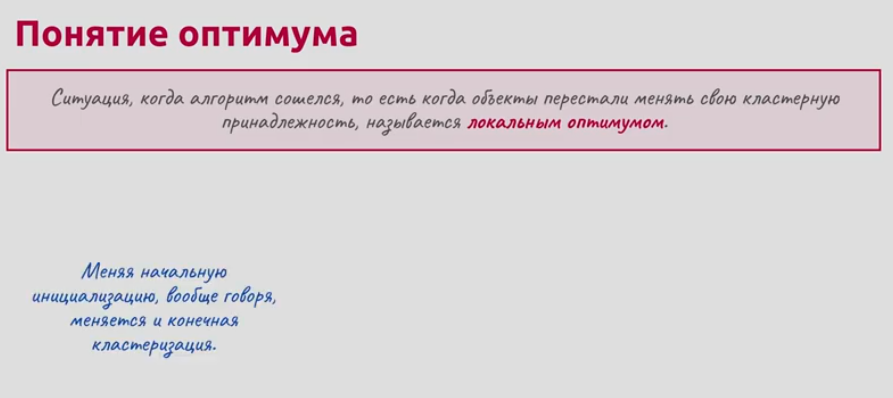 Понятие оптимума
Ситуация, когда алгоритм сошелся, то есть когда объекты перестали менять свою кластерную
принадлежность, называется локальным оптимумом.
Меняя начальную
инициализацию, вообще говоря,
меняется и конечная
кластеризация.